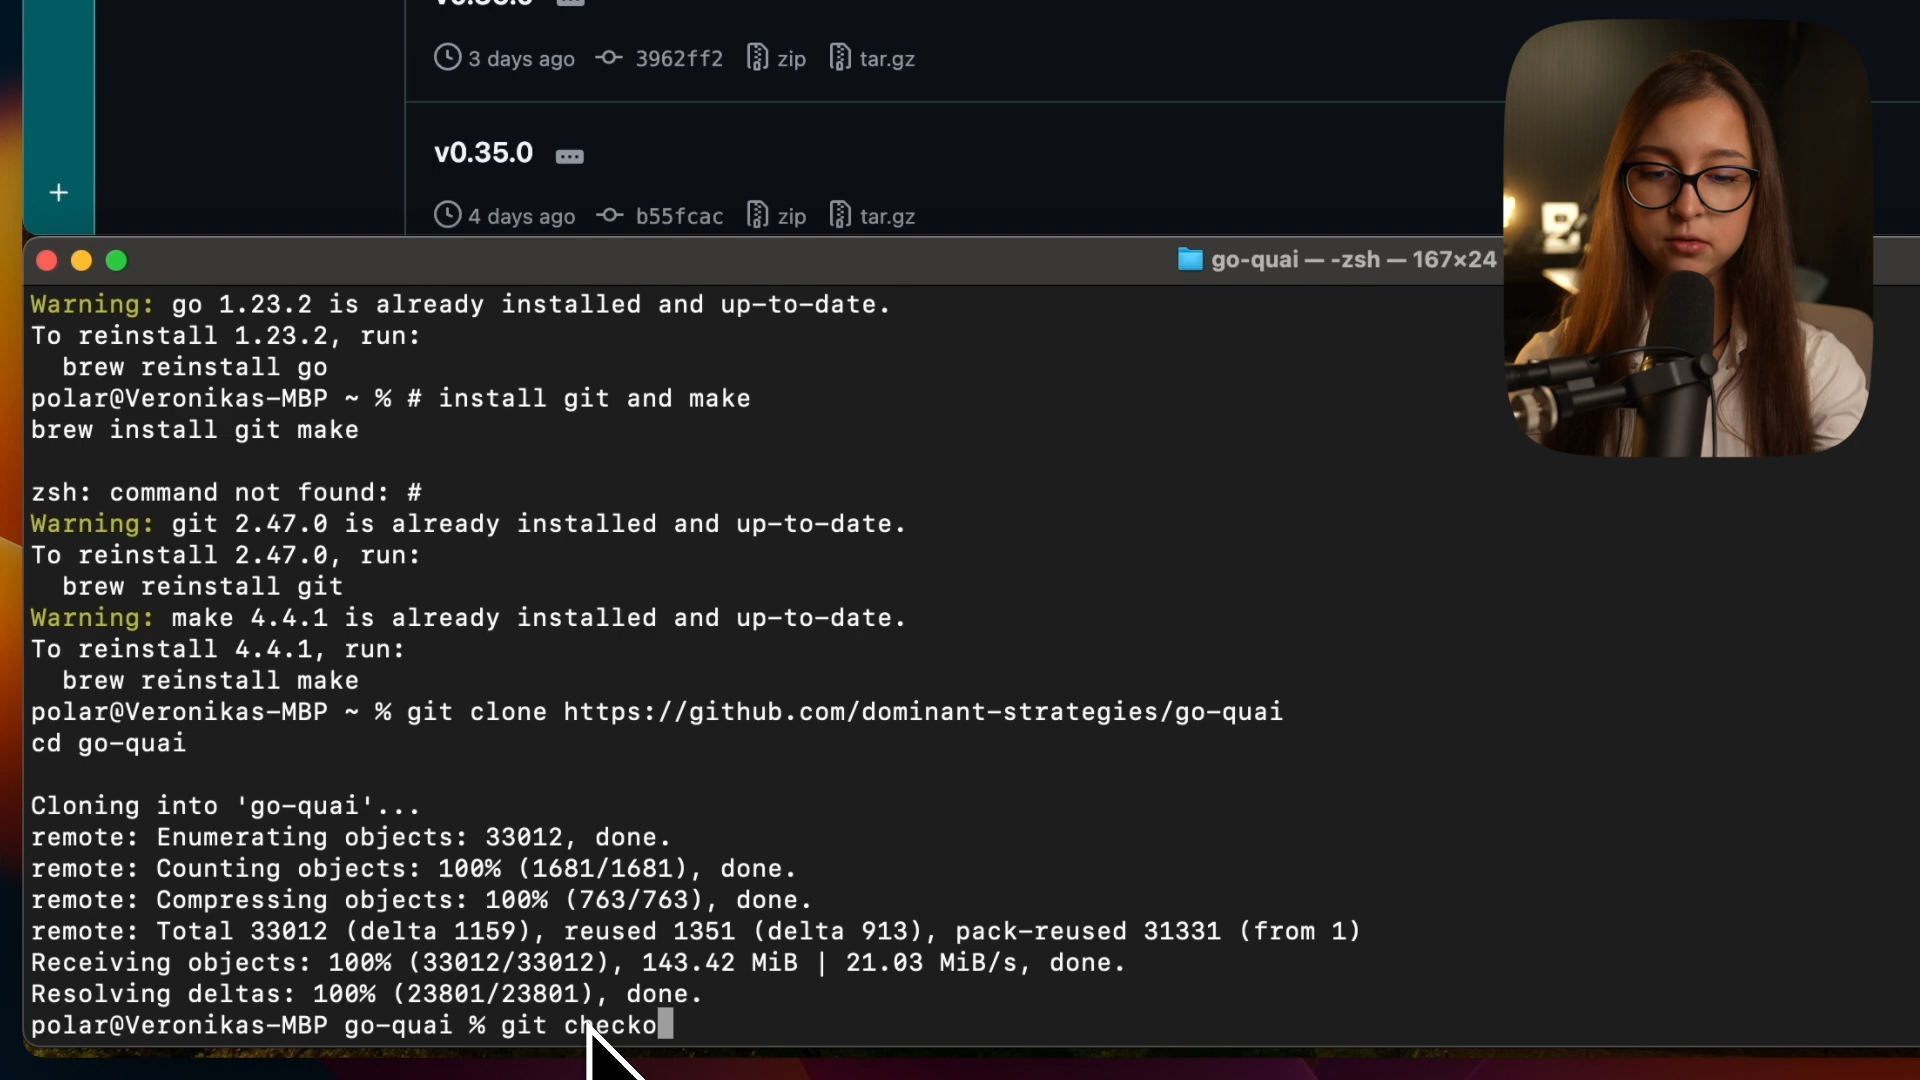 3 days ago 3962ff2 zip tar.gz
v0.35.0
+
4 days ago b55fcac zip tar.gz
go-quai — -zsh — 167×24
Warning: go 1.23.2 is already installed and up-to-date.
To reinstall 1.23.2, run:
  brew reinstall go
polar@Veronikas-MBP ~ % # install git and make
brew install git make
zsh: command not found: #
Warning: git 2.47.0 is already installed and up-to-date.
To reinstall 2.47.0, run:
  brew reinstall git
Warning: make 4.4.1 is already installed and up-to-date.
To reinstall 4.4.1, run:
  brew reinstall make
polar@Veronikas-MBP ~ % git clone https://github.com/dominant-strategies/go-quai
cd go-quai
Cloning into 'go-quai'...
remote: Enumerating objects: 33012, done.
remote: Counting objects: 100% (1681/1681), done.
remote: Compressing objects: 100% (763/763), done.
remote: Total 33012 (delta 1159), reused 1351 (delta 913), pack-reused 31331 (from 1)
Receiving objects: 100% (33012/33012), 143.42 MiB | 21.03 MiB/s, done.
Resolving deltas: 100% (23801/23801), done.
polar@Veronikas-MBP go-quai % git checko